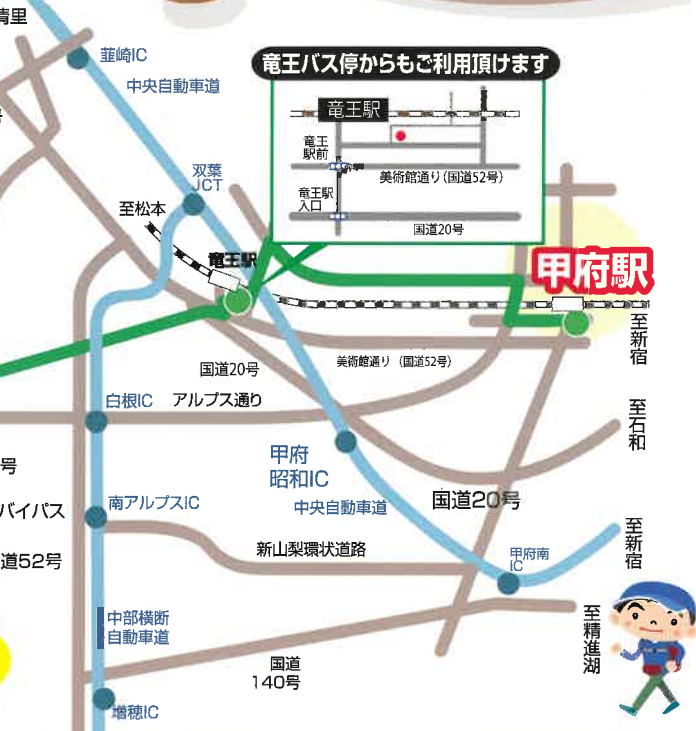 清里
韮崎IC
中央自動車道
竜王バス停からもご利用頂けます
竜王駅
竜王
駅前
美術館通り(国道52号)
竜王駅
入口
国道20号
双葉
JCT
至松本
竜王駅
甲府駅
至新宿
国道20号
美術館通り(国道52号)
白根IC
アルプス通り
至石和
号
甲府
昭和IC
国道20号
中央自動車道
南アルプスIC
バイパス
至新宿
新山梨環状道路
甲府南
IC
道52号
中部横断
自動車道
至精進湖
国道
140号
増穂IC